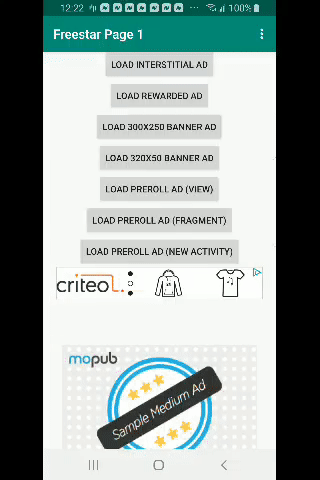 12:22 100%
Freestar Page 1
LOAD INTERSTITIAL AD
LOAD REWARDED AD
LOAD 300X250 BANNER AD
LOAD 320X50 BANNER AD
LOAD PREROLL AD (VIEW)
LOAD PREROLL AD (FRAGMENT)
LOAD PREROLL AD (NEW ACTIVITY)
criteo
mopub
Sample Medium Ad